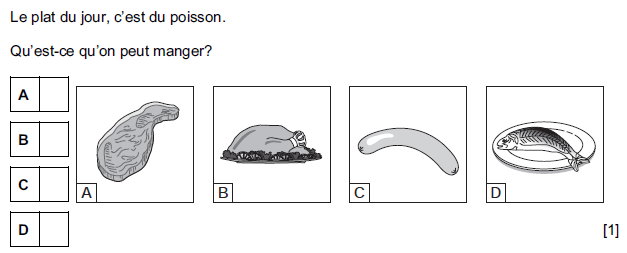 Le plat du jour, c'est du poisson.
Qu'est-ce qu'on peut manger?
A
B
C
D
A
B
C
D
[1]